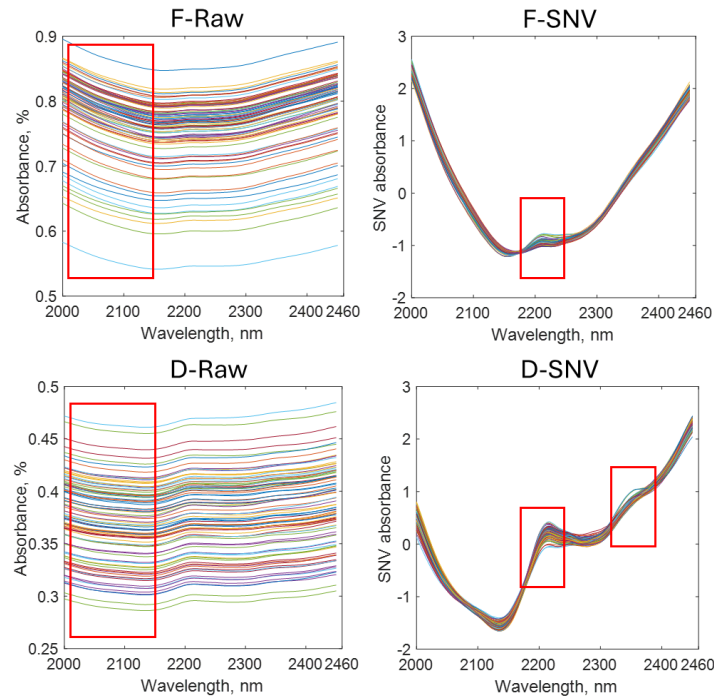 F-Raw
0.9
0.8
0.7
0.6
0.5
Absorbance, %
2000 2100 2200 2300 2400 2460
Wavelength, nm
F-SNV
3
2
1
0
-1
-2
SNV absorbance
2000 2100 2200 2300 2400 2460
Wavelength, nm
D-Raw
0.5
0.45
0.4
0.35
0.3
0.25
Absorbance, %
2000 2100 2200 2300 2400 2460
Wavelength, nm
D-SNV
3
2
1
0
-1
-2
SNV absorbance
2000 2100 2200 2300 2400 2460
Wavelength, nm